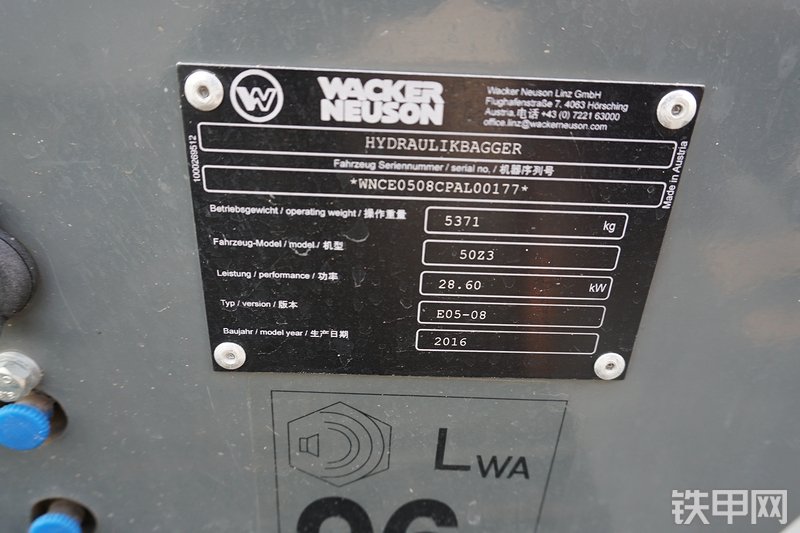 W
WACKER
NEUSON
Wacker Neuson Linz GmbH
Flughafenstraße 7, 4063 Hörsching
Austria, 电话 +43 (0) 7221 63000
office.linz@wackerneuson.com
1000269512
HYDRAULIKBAGGER
Fahrzeug Seriennummer / serial no. / 机器序列号
*WNCE0508CPAL00177*
Made in Austria
Betriebsgewicht / operating weight / 操作重量 5371 kg
Fahrzeug-Model / model / 机型 50Z3
Leistung / performance / 功率 28.60 kW
Typ / version / 版本 E05-08
Baujahr / model year / 生产日期 2016
LWA
96
铁甲网